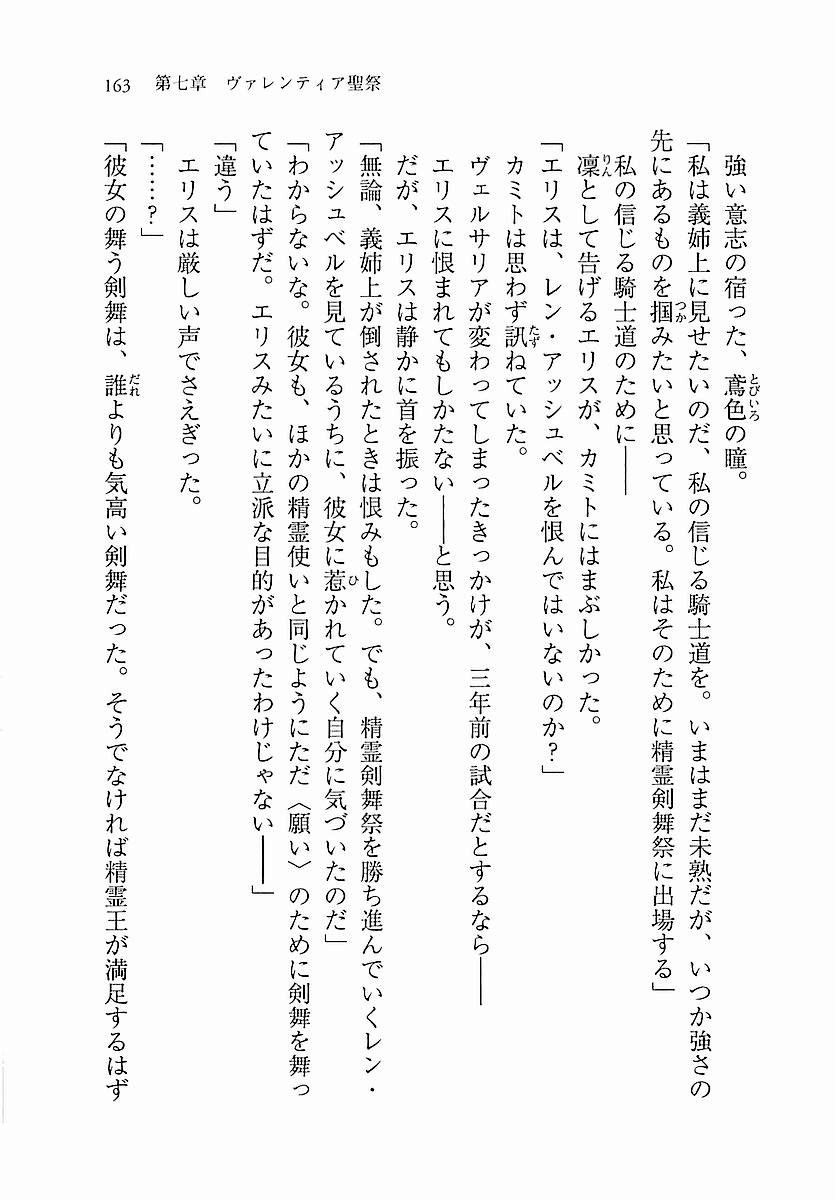 163 第七章 ヴァレンティア聖祭
強い意志の宿った、鳶色の瞳。
「私は義姉上に見せたいのだ、私の信じる騎士道を。いまはまだ未熟だが、いつか強さの
先にあるものを掴みたいと思っている。私はそのために精霊剣舞祭に出場する」
私の信じる騎士道のために――
凛として告げるエリスが、カミトにはまぶしかった。
「エリスは、レン・アッシュベルを恨んではいないのか?」
カミトは思わず訊ねていた。
ヴェルサリアが変わってしまったきっかけが、三年前の試合だとするなら――
エリスに恨まれてもしかたない――と思う。
だが、エリスは静かに首を振った。
「無論、義姉上が倒されたときは恨みもした。でも、精霊剣舞祭を勝ち進んでいくレン・
アッシュベルを見ているうちに、彼女に惹かれていく自分に気づいたのだ」
「わからないな。彼女も、ほかの精霊使いと同じようにただ〈願い〉のために剣舞を舞っ
ていたはずだ。エリスみたいに立派な目的があったわけじゃない――」
「違う」
エリスは厳しい声でさえぎった。
「……?」
「彼女の舞う剣舞は、誰よりも気高い剣舞だった。そうでなければ精霊王が満足するはず